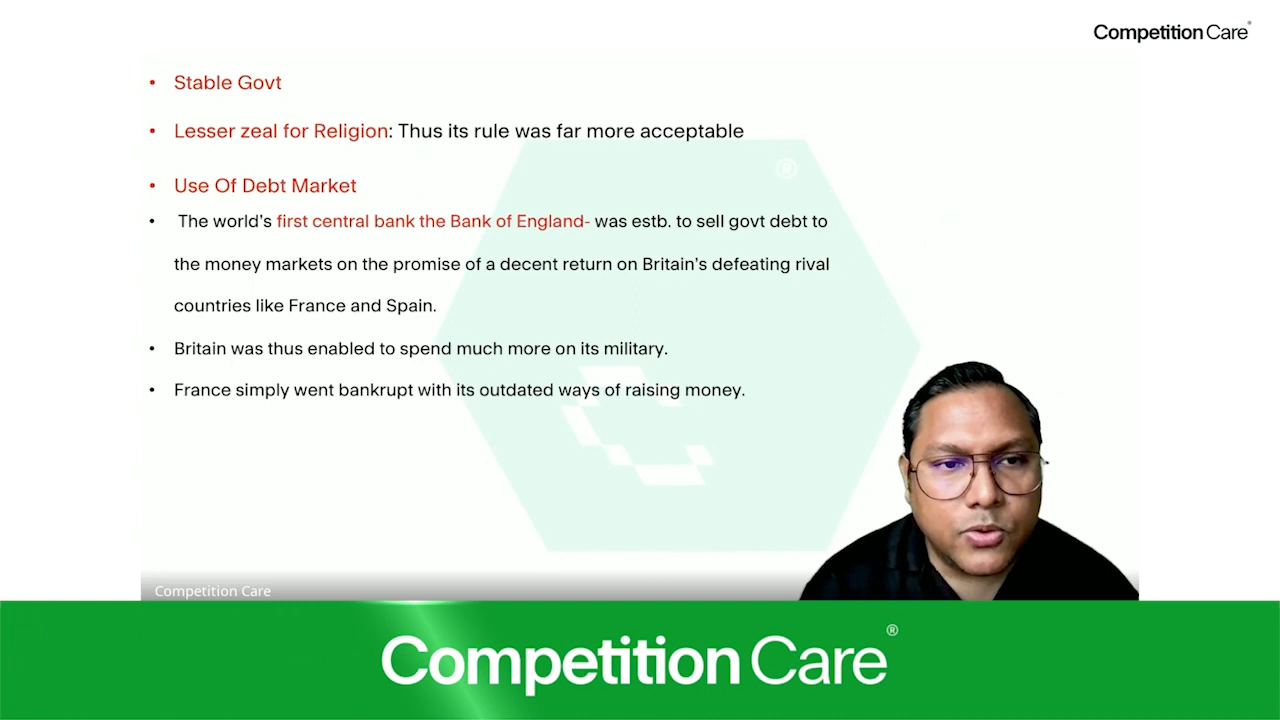 Competition Care®
• Stable Govt
• Lesser zeal for Religion: Thus its rule was far more acceptable
®
• Use Of Debt Market
• The world's first central bank the Bank of England- was estb. to sell govt debt to
the money markets on the promise of a decent return on Britain's defeating rival
countries like France and Spain.
• Britain was thus enabled to spend much more on its military.
• France simply went bankrupt with its outdated ways of raising money.
Competition Care
Competition Care®